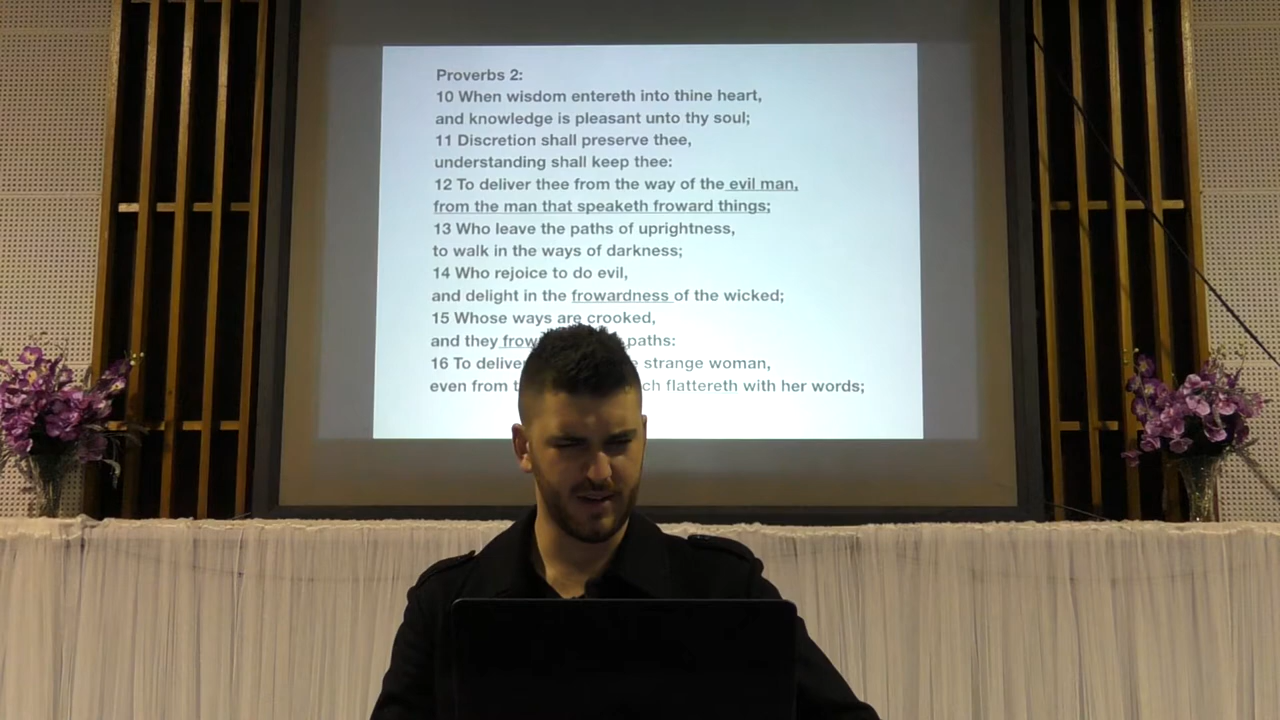 Proverbs 2:
10 When wisdom entereth into thine heart,
and knowledge is pleasant unto thy soul;
11 Discretion shall preserve thee,
understanding shall keep thee:
12 To deliver thee from the way of the evil man,
from the man that speaketh froward things;
13 Who leave the paths of uprightness,
to walk in the ways of darkness;
14 Who rejoice to do evil,
and delight in the frowardness of the wicked;
15 Whose ways are crooked,
and they paths:
16 To strange woman,
even from flattereth with her words;